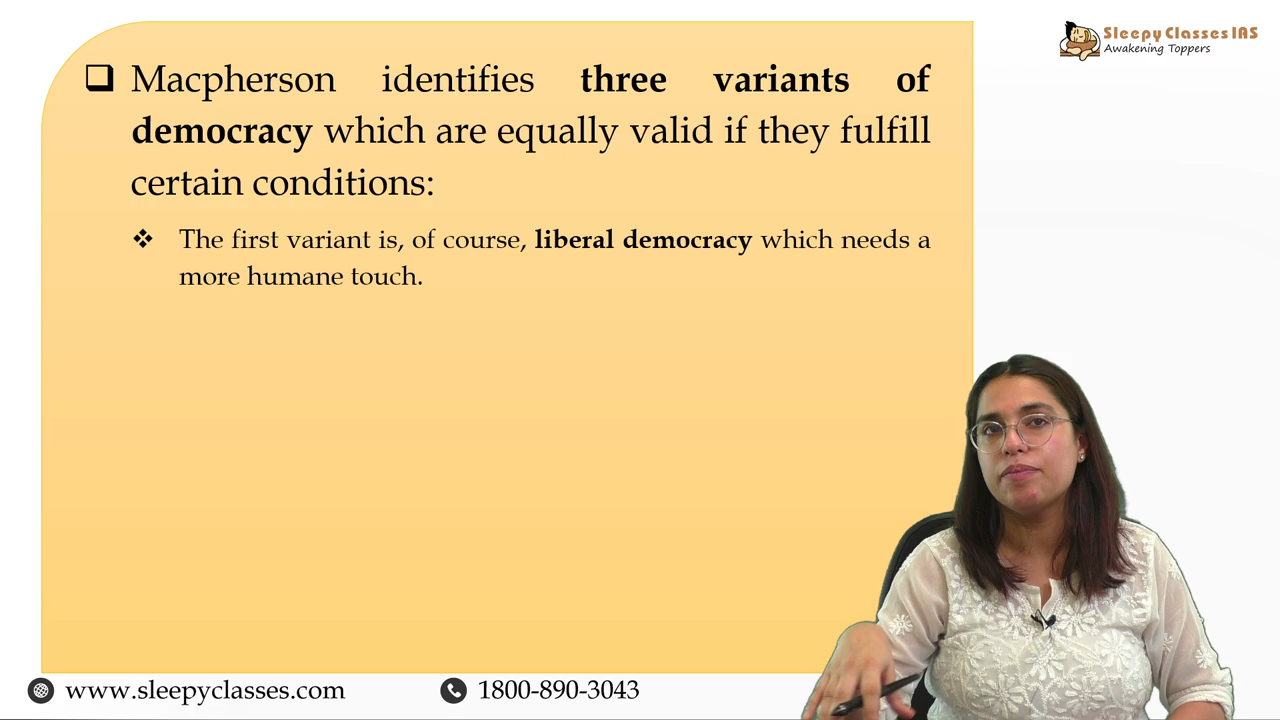 Sleepy Classes IAS
Awakening Toppers
Macpherson identifies three variants of
democracy which are equally valid if they fulfill
certain conditions:
The first variant is, of course, liberal democracy which needs a
more humane touch.
www.sleepyclasses.com
1800-890-3043